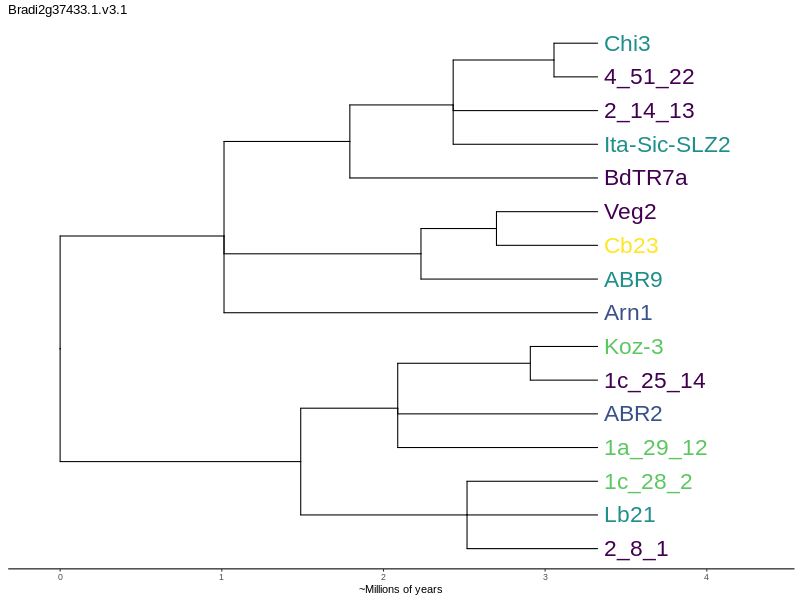 Bradi2g37433.1.v3.1
Chi3
4_51_22
2_14_13
Ita-Sic-SLZ2
BdTR7a
Veg2
Cb23
ABR9
Arn1
Koz-3
1c_25_14
ABR2
1a_29_12
1c_28_2
Lb21
2_8_1
0 1 2 3 4
~Millions of years